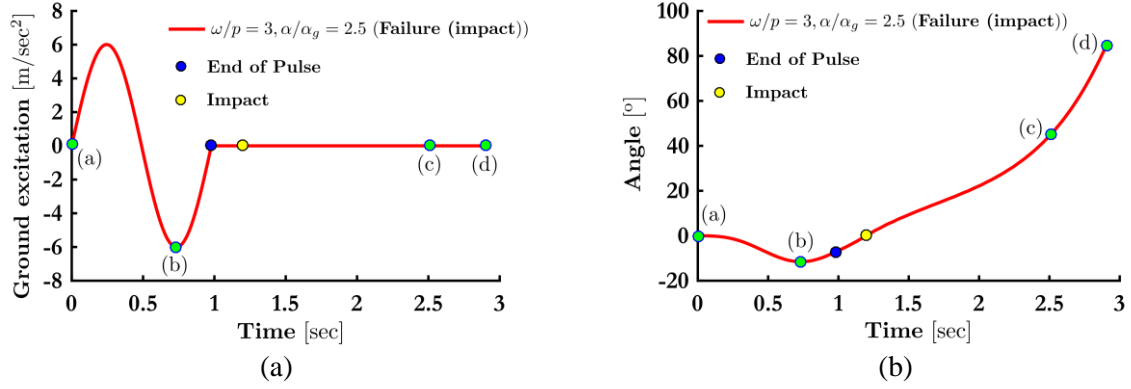 ω/p = 3, α/α_g = 2.5 (Failure (impact))
End of Pulse
Impact
Ground excitation [m/sec²]
8
6
4
2
0
-2
-4
-6
-8
(a)
(b)
(c)
(d)
0
0.5
1
1.5
2
2.5
3
Time [sec]
(a)
ω/p = 3, α/α_g = 2.5 (Failure (impact))
End of Pulse
Impact
Angle [°]
100
80
60
40
20
0
-20
(a)
(b)
(c)
(d)
0
0.5
1
1.5
2
2.5
3
Time [sec]
(b)